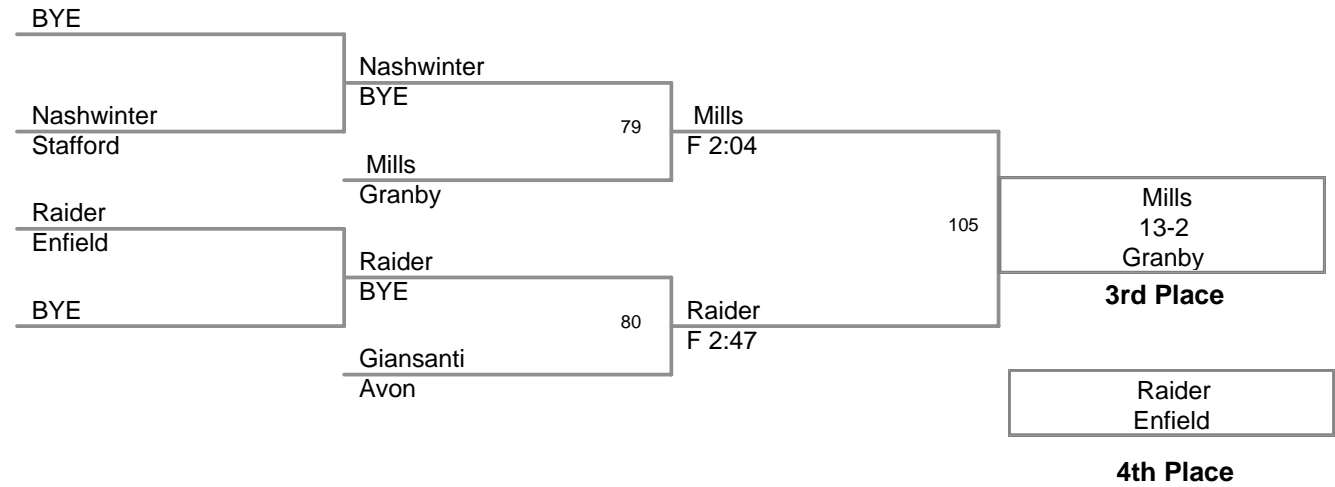 BYE
Nashwinter
Stafford
Raider
Enfield
BYE
Nashwinter
BYE
79
Mills
Granby
Raider
BYE
80
Giansanti
Avon
Mills
F 2:04
105
Raider
F 2:47
Mills
13-2
Granby
3rd Place
Raider
Enfield
4th Place